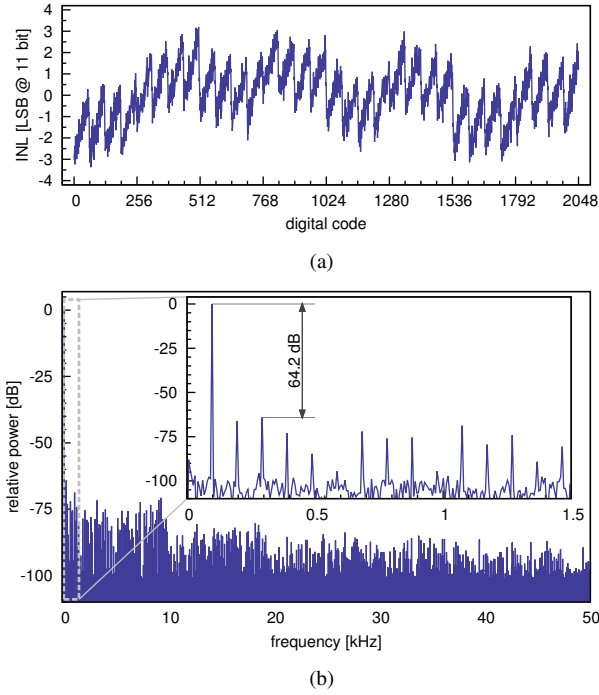 4
3
2
1
0
-1
-2
-3
-4
INL [LSB @ 11 bit]
0 256 512 768 1024 1280 1536 1792 2048
digital code
(a)
0
-25
-50
-75
-100
relative power [dB]
0
-25
-50
-75
-100
64.2 dB
0 0.5 1 1.5
0 10 20 30 40 50
frequency [kHz]
(b)